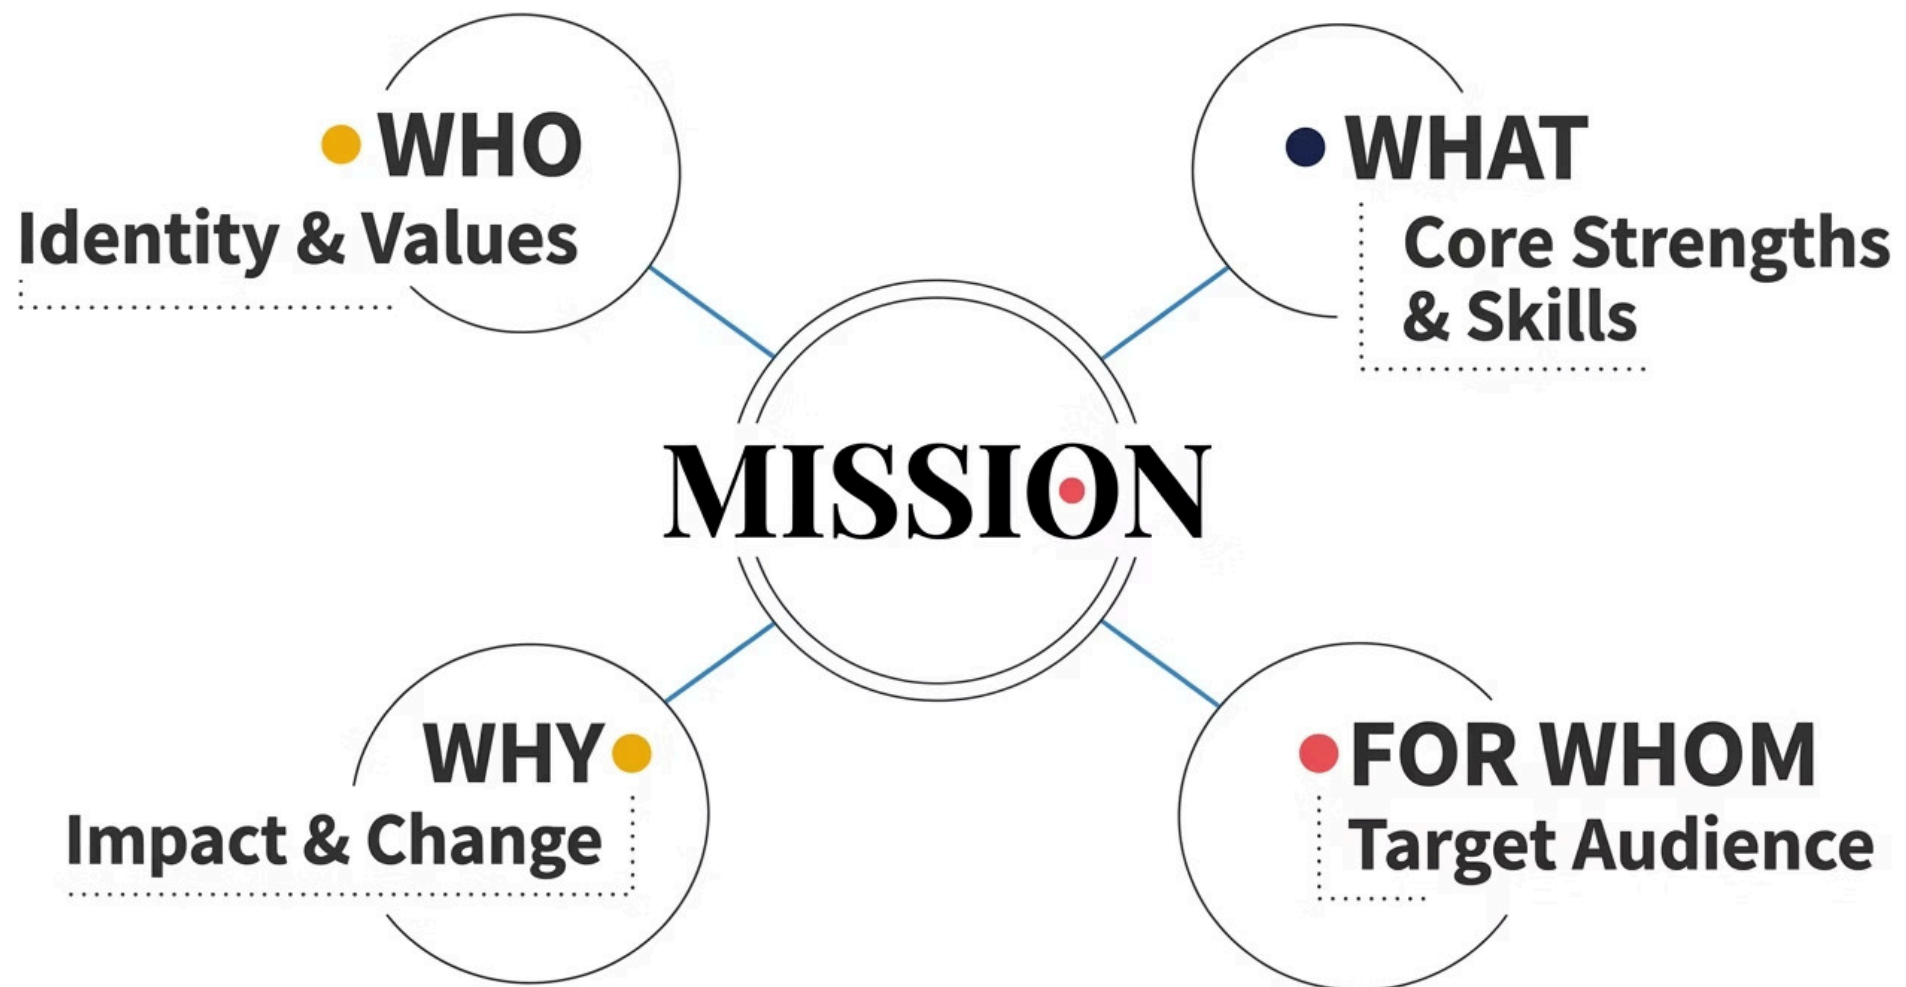 WHO
Identity & Values
WHAT
Core Strengths
& Skills
MISSION
WHY
Impact & Change
FOR WHOM
Target Audience